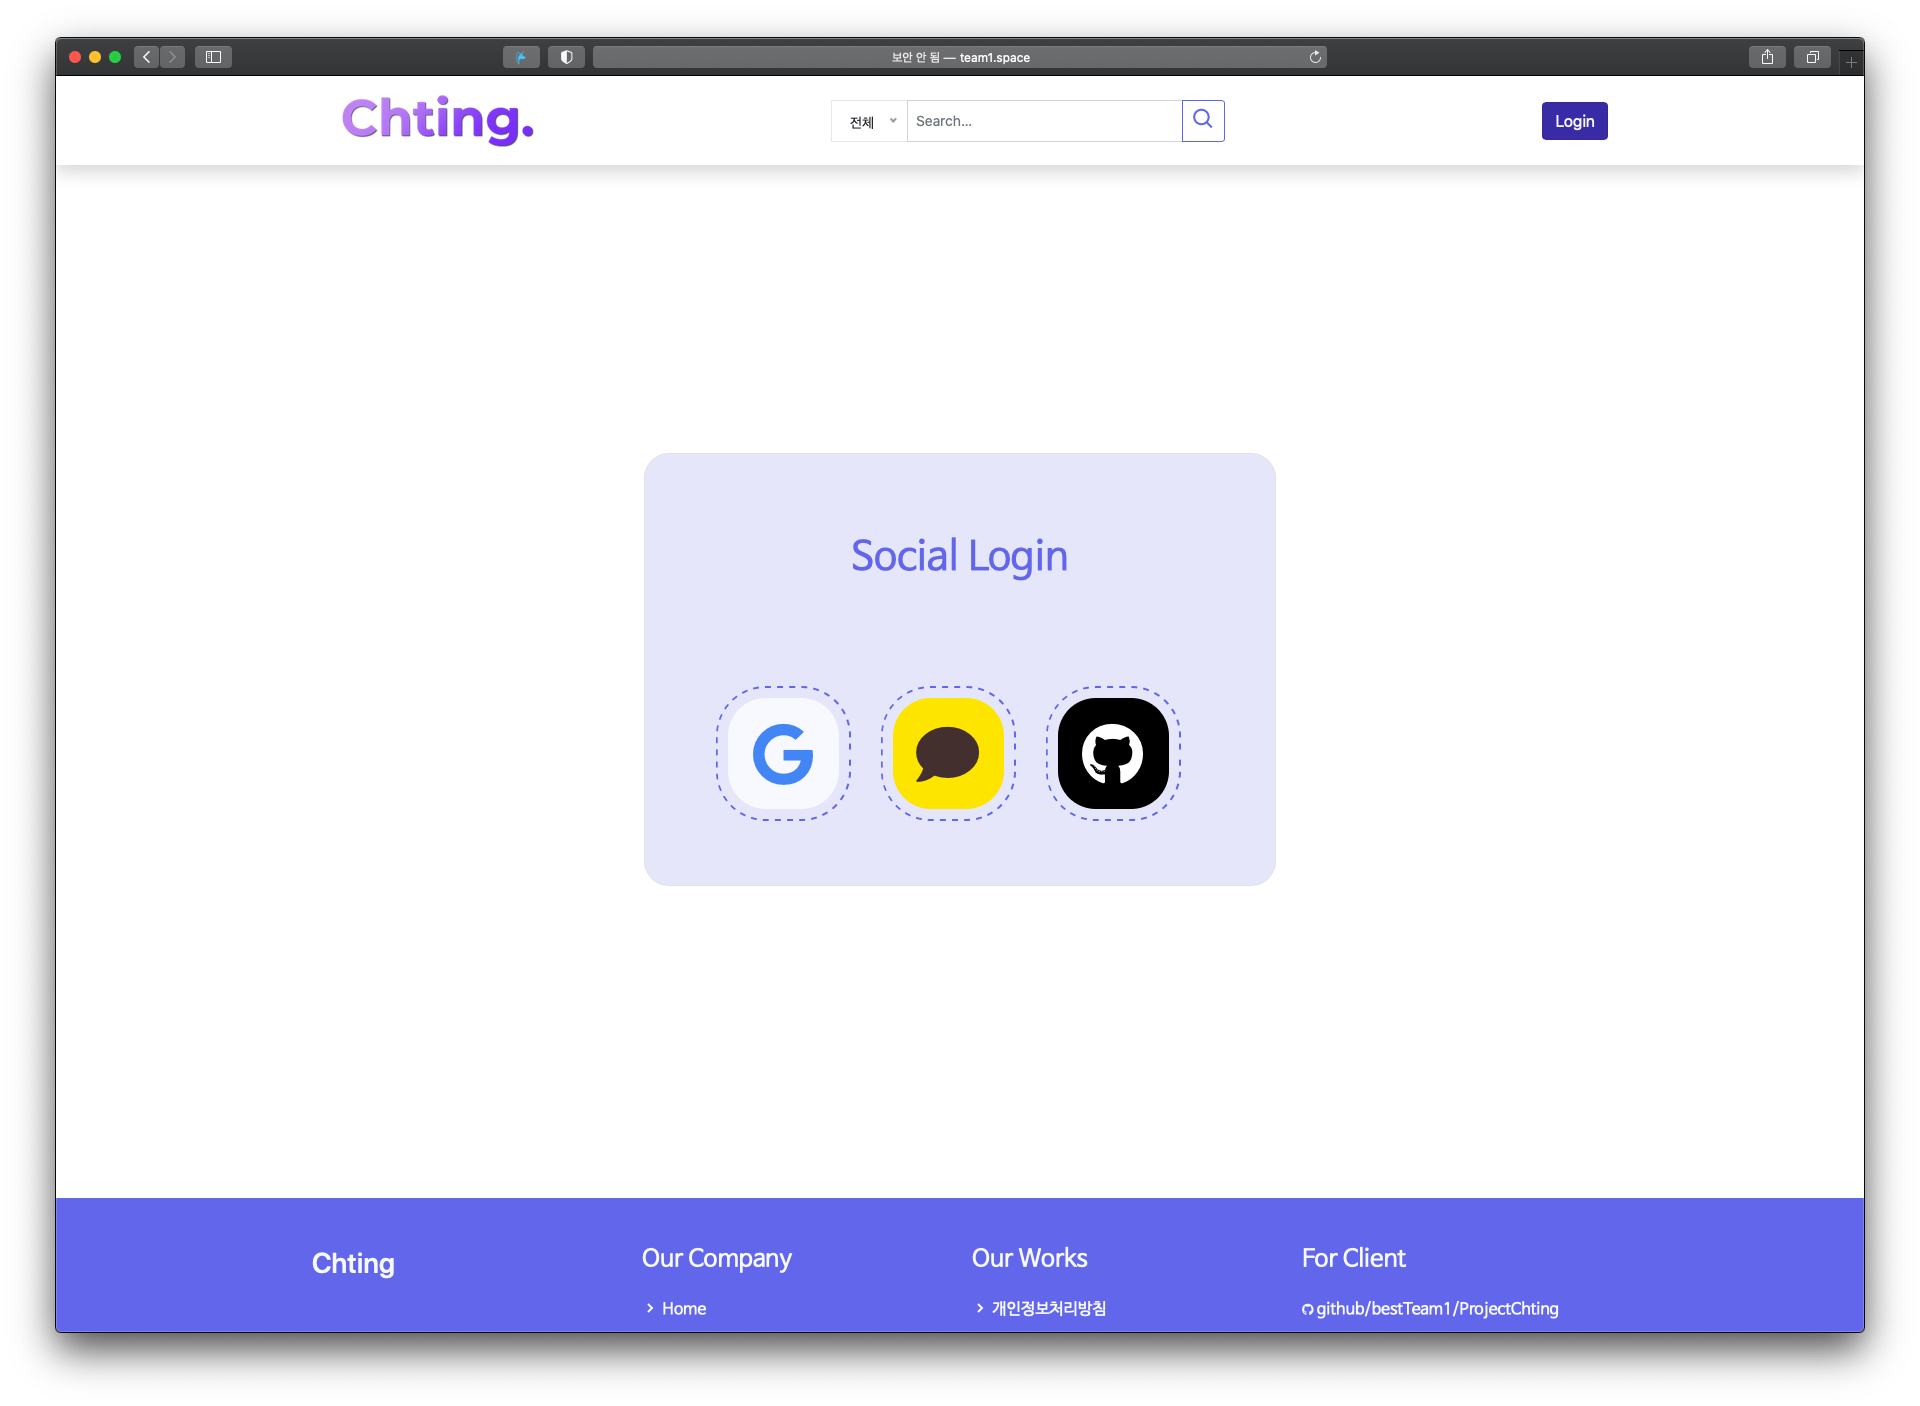 보안 안 됨 — team1.space
Chting.
전체
Search...
Login
Social Login
Chting
Our Company
Our Works
For Client
Home
개인정보처리방침
github/bestTeam1/ProjectChting